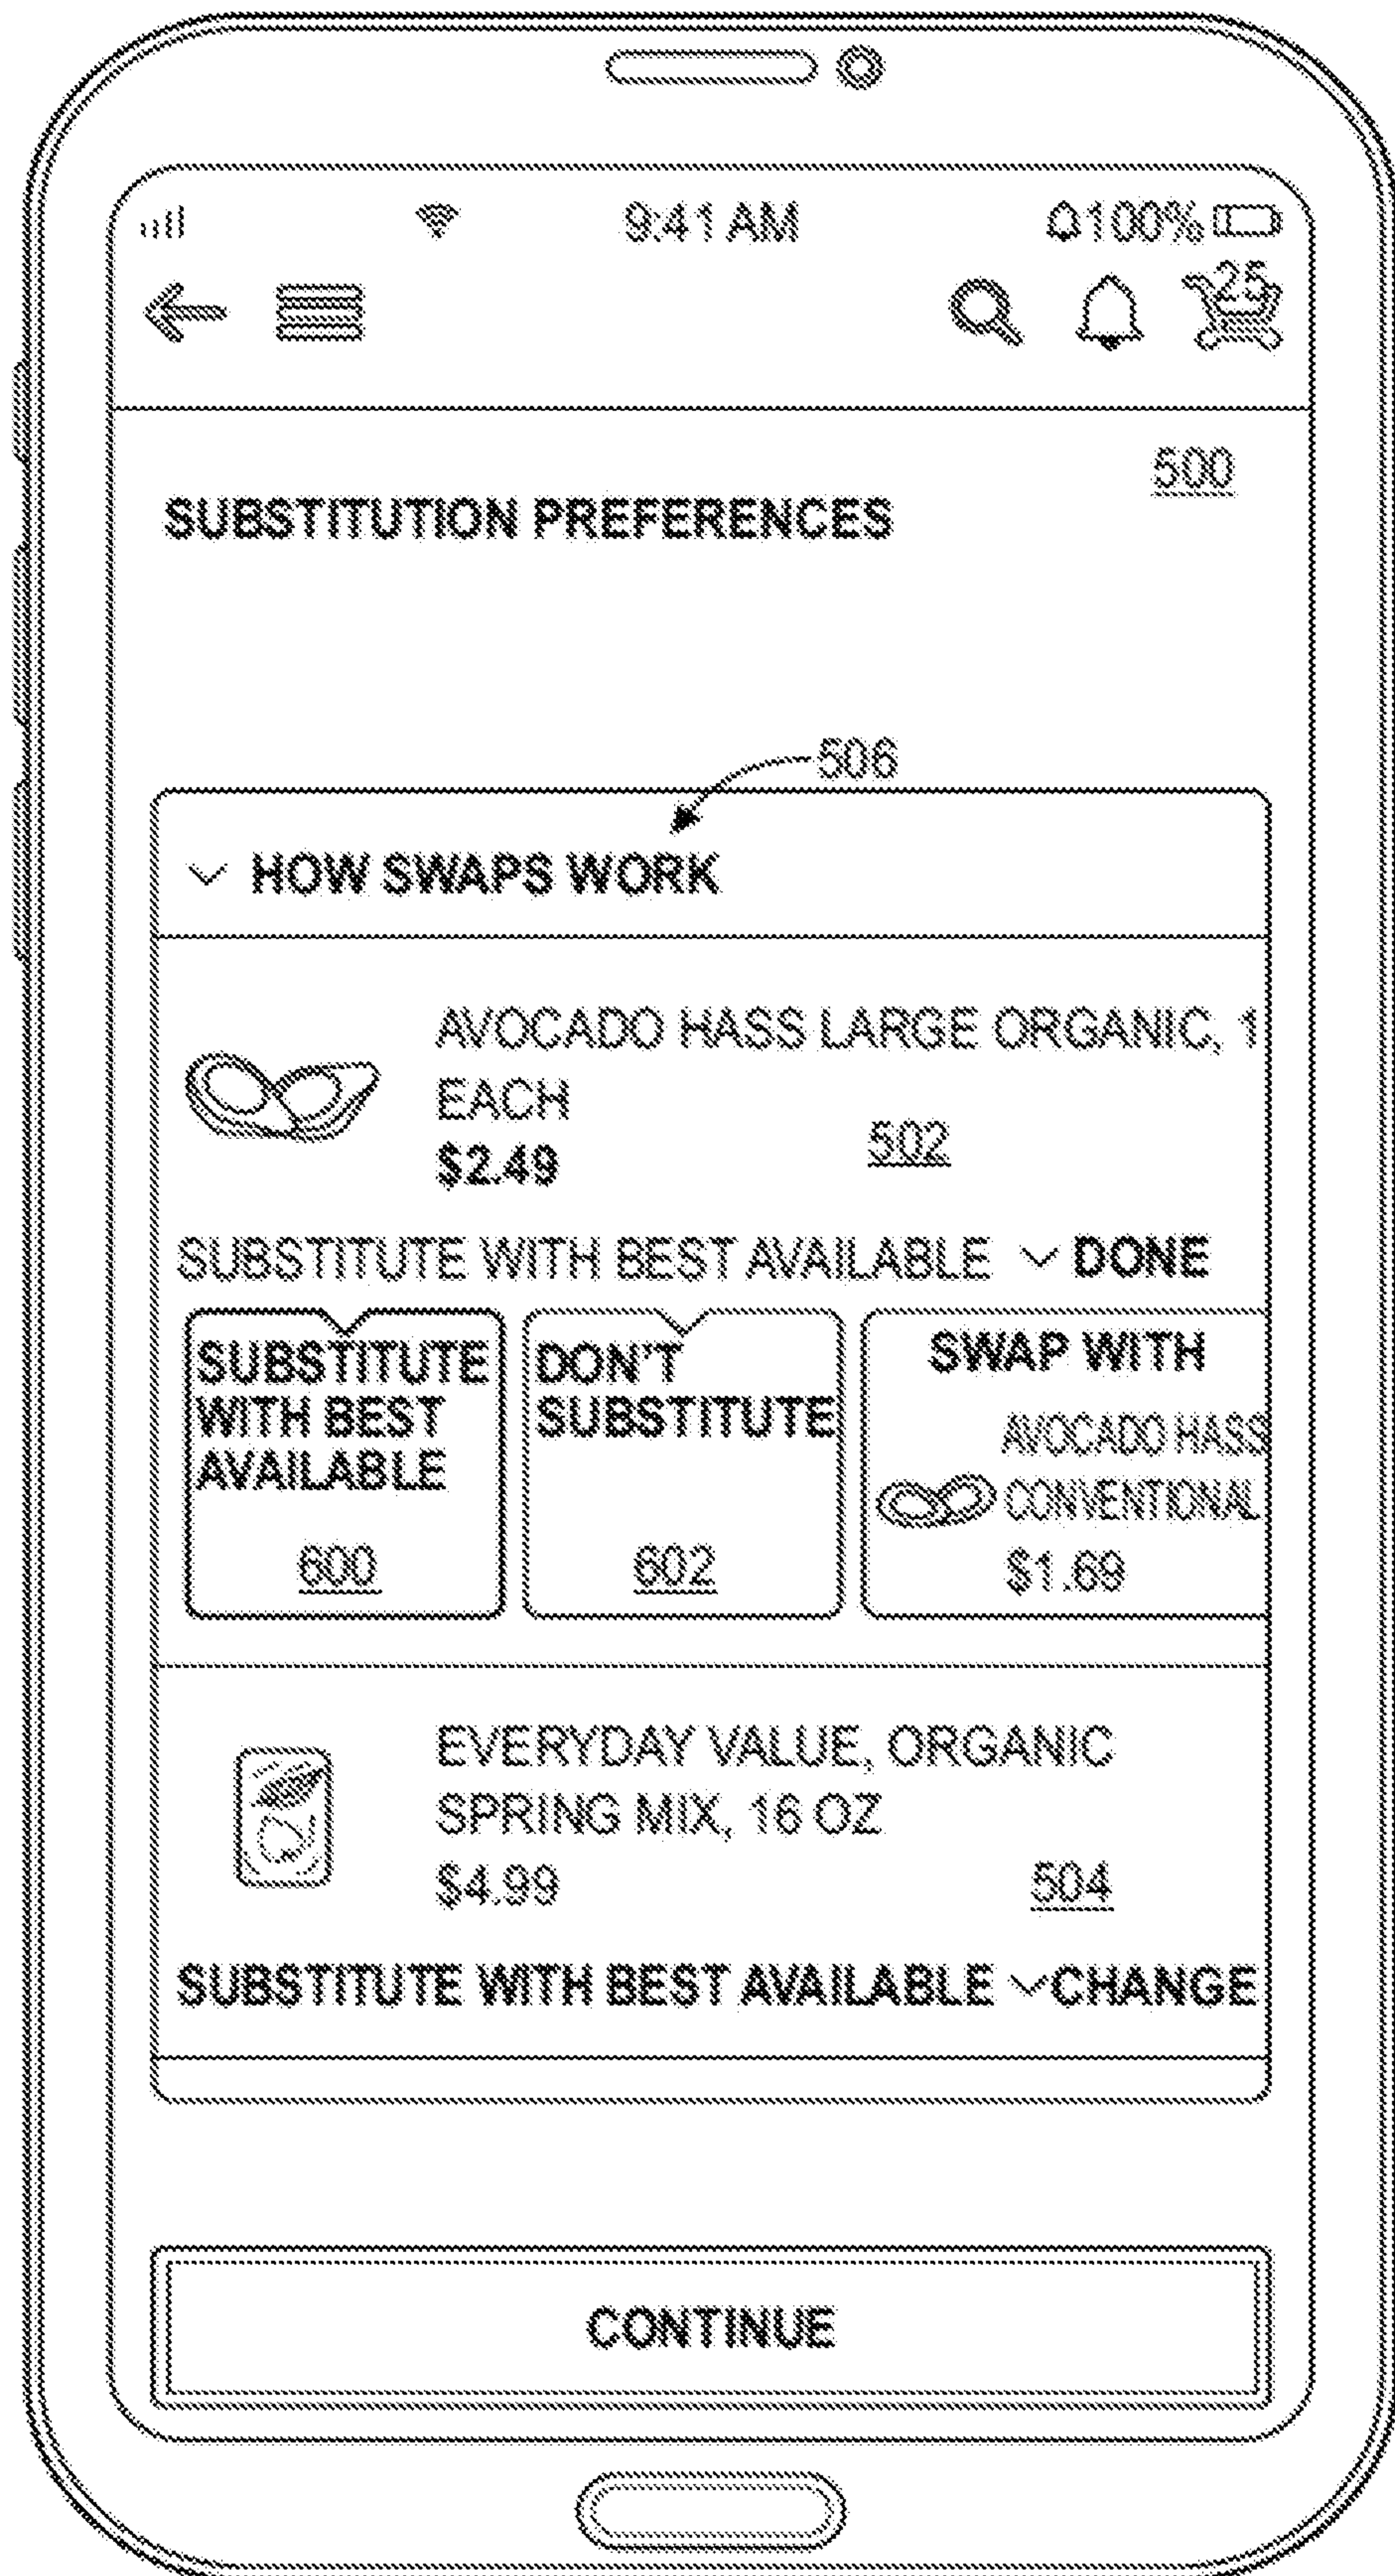 9:41 AM 100%
25
500
SUBSTITUTION PREFERENCES
506
HOW SWAPS WORK
AVOCADO HASS LARGE ORGANIC, 1
EACH
$2.49
502
SUBSTITUTE WITH BEST AVAILABLE DONE
SUBSTITUTE
WITH BEST
AVAILABLE
600
DON'T
SUBSTITUTE
602
SWAP WITH
AVOCADO HASS
CONVENTIONAL
$1.69
EVERYDAY VALUE, ORGANIC
SPRING MIX, 16 OZ
$4.99
504
SUBSTITUTE WITH BEST AVAILABLE CHANGE
CONTINUE